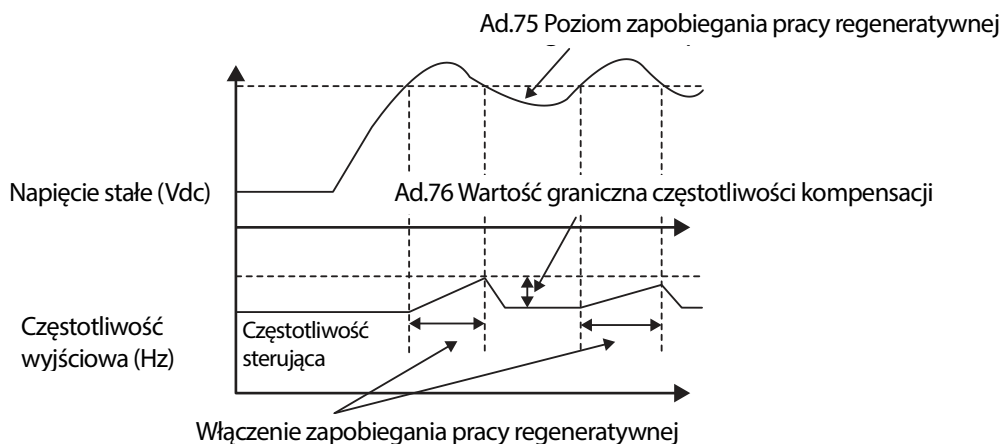 Ad.75 Poziom zapobiegania pracy regeneratywnej
Napięcie stałe (Vdc)
Ad.76 Wartość graniczna częstotliwości kompensacji
Częstotliwość
wyjściowa (Hz)
Częstotliwość
sterująca
Włączenie zapobiegania pracy regeneratywnej